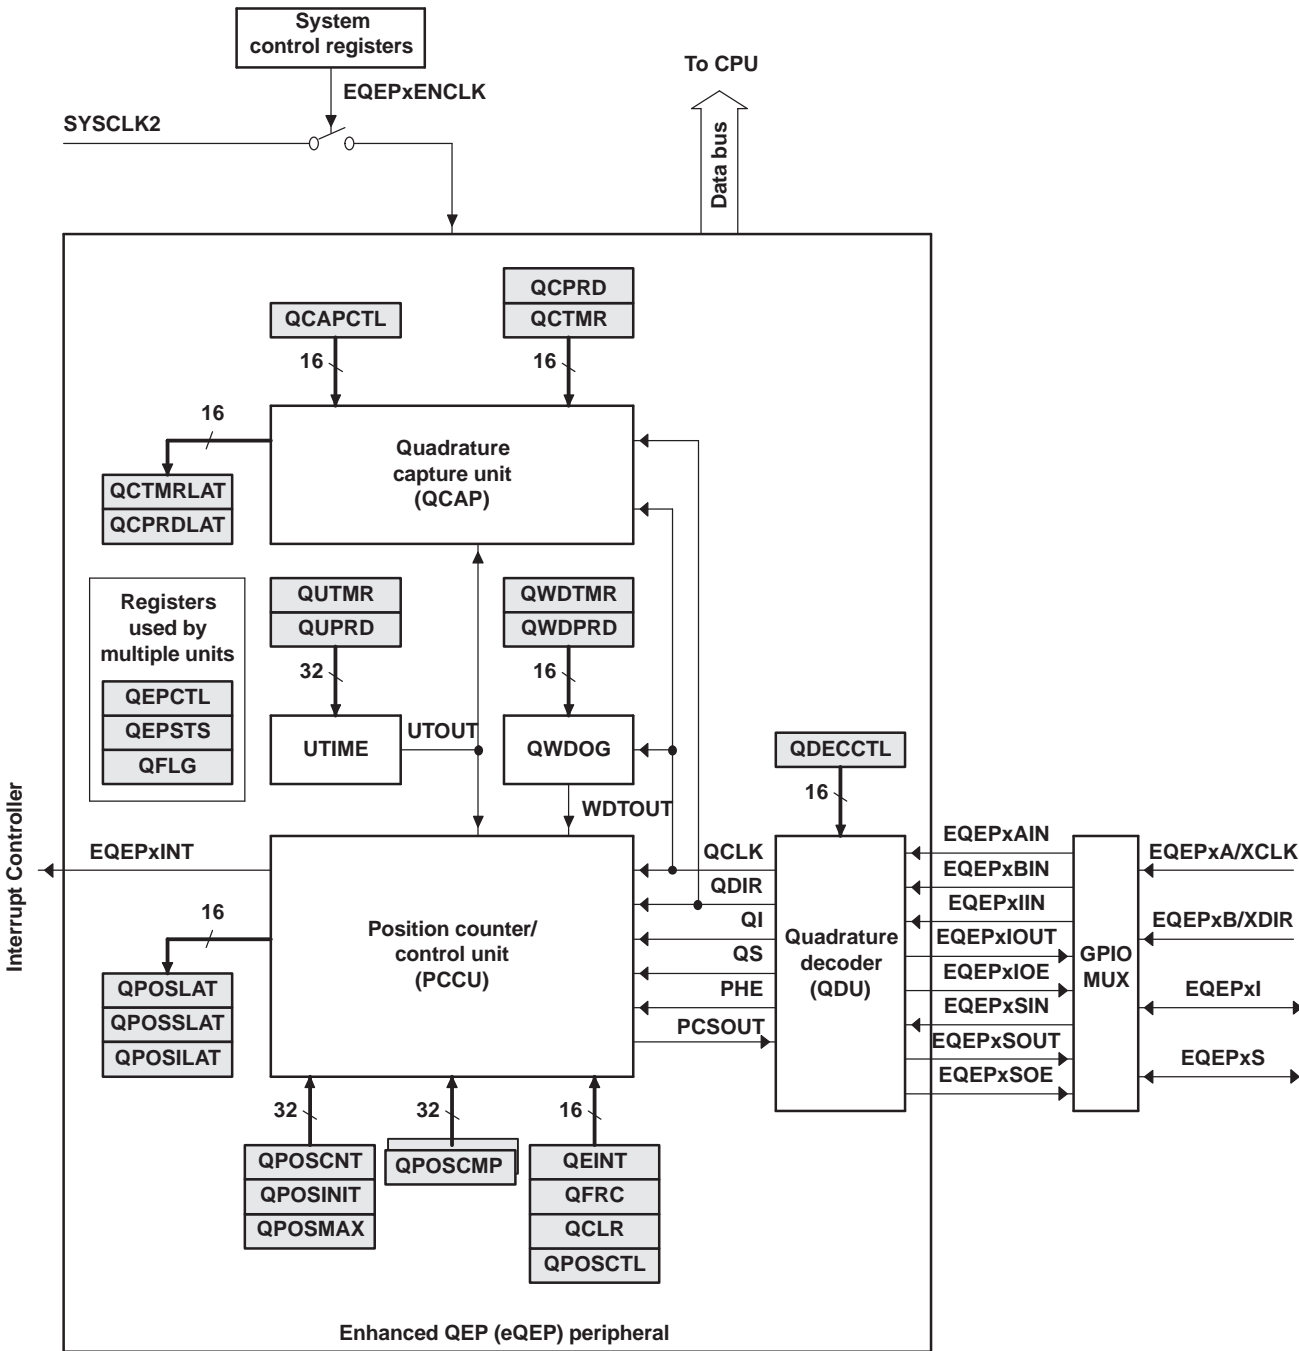 System
control registers
To CPU
EQEPxENCLK
SYSCLK2
Data bus
QCPRD
QCAPCTL
QCTMR
16
16
16
Quadrature
capture unit
(QCAP)
QCTMRLAT
QCPRDLAT
Registers
used by
multiple units
QEPCTL
QEPSTS
QFLG
QUTMR
QUPRD
QWDTMR
QWDPRD
32
16
UTIME
UTOUT
QWDOG
WDTOUT
QDECCTL
16
Interrupt Controller
EQEPxINT
16
Position counter/
control unit
(PCCU)
QCLK
QDIR
QI
QS
PHE
PCSOUT
Quadrature
decoder
(QDU)
EQEPxAIN
EQEPxBIN
EQEPxIIN
EQEPxIOUT
EQEPxIOE
EQEPxSIN
EQEPxSOUT
EQEPxSOE
GPIO
MUX
EQEPxA/XCLK
EQEPxB/XDIR
EQEPxI
EQEPxS
QPOSLAT
QPOSSLAT
QPOSILAT
32
32
16
QPOSCNT
QPOSINIT
QPOSMAX
QPOSCMP
QEINT
QFRC
QCLR
QPOSCTL
Enhanced QEP (eQEP) peripheral